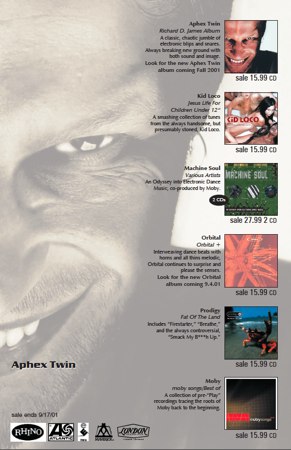 Aphex Twin
Richard D. James Album
A classic, chaotic jumble of
electronic blips and snares.
Always breaking new ground with
both sound and image.
Look for the new Aphex Twin
album coming Fall 2001
sale 15.99 CD
Kid Loco
Jesus Life For
Children Under 12"
A smashing collection of tunes
from the always handsome, but
presumably stoned, Kid Loco.
KID LOCO
sale 15.99 CD
Machine Soul
Various Artists
An Odyssey Into Electronic Dance
Music, co-produced by Moby.
2 CDs
MACHINE SOUL
sale 27.99 2 CD
Orbital
Orbital +
Interweaving dance beats with
horns and all thins melodic,
Orbital continues to surprise and
please the senses.
Look for the new Orbital
album coming 9.4.01
sale 15.99 CD
Prodigy
Fat Of The Land
Includes "Firestarter," "Breathe,"
and the always controversial,
"Smack My B***h Up."
sale 15.99 CD
Aphex Twin
Moby
moby songs/Best of
A collection of pre-"Play"
recordings tracing the roots of
Moby back to the beginning.
mobysongs
sale 15.99 CD
sale ends 9/17/01
RHINO
ATLANTIC
LONDON